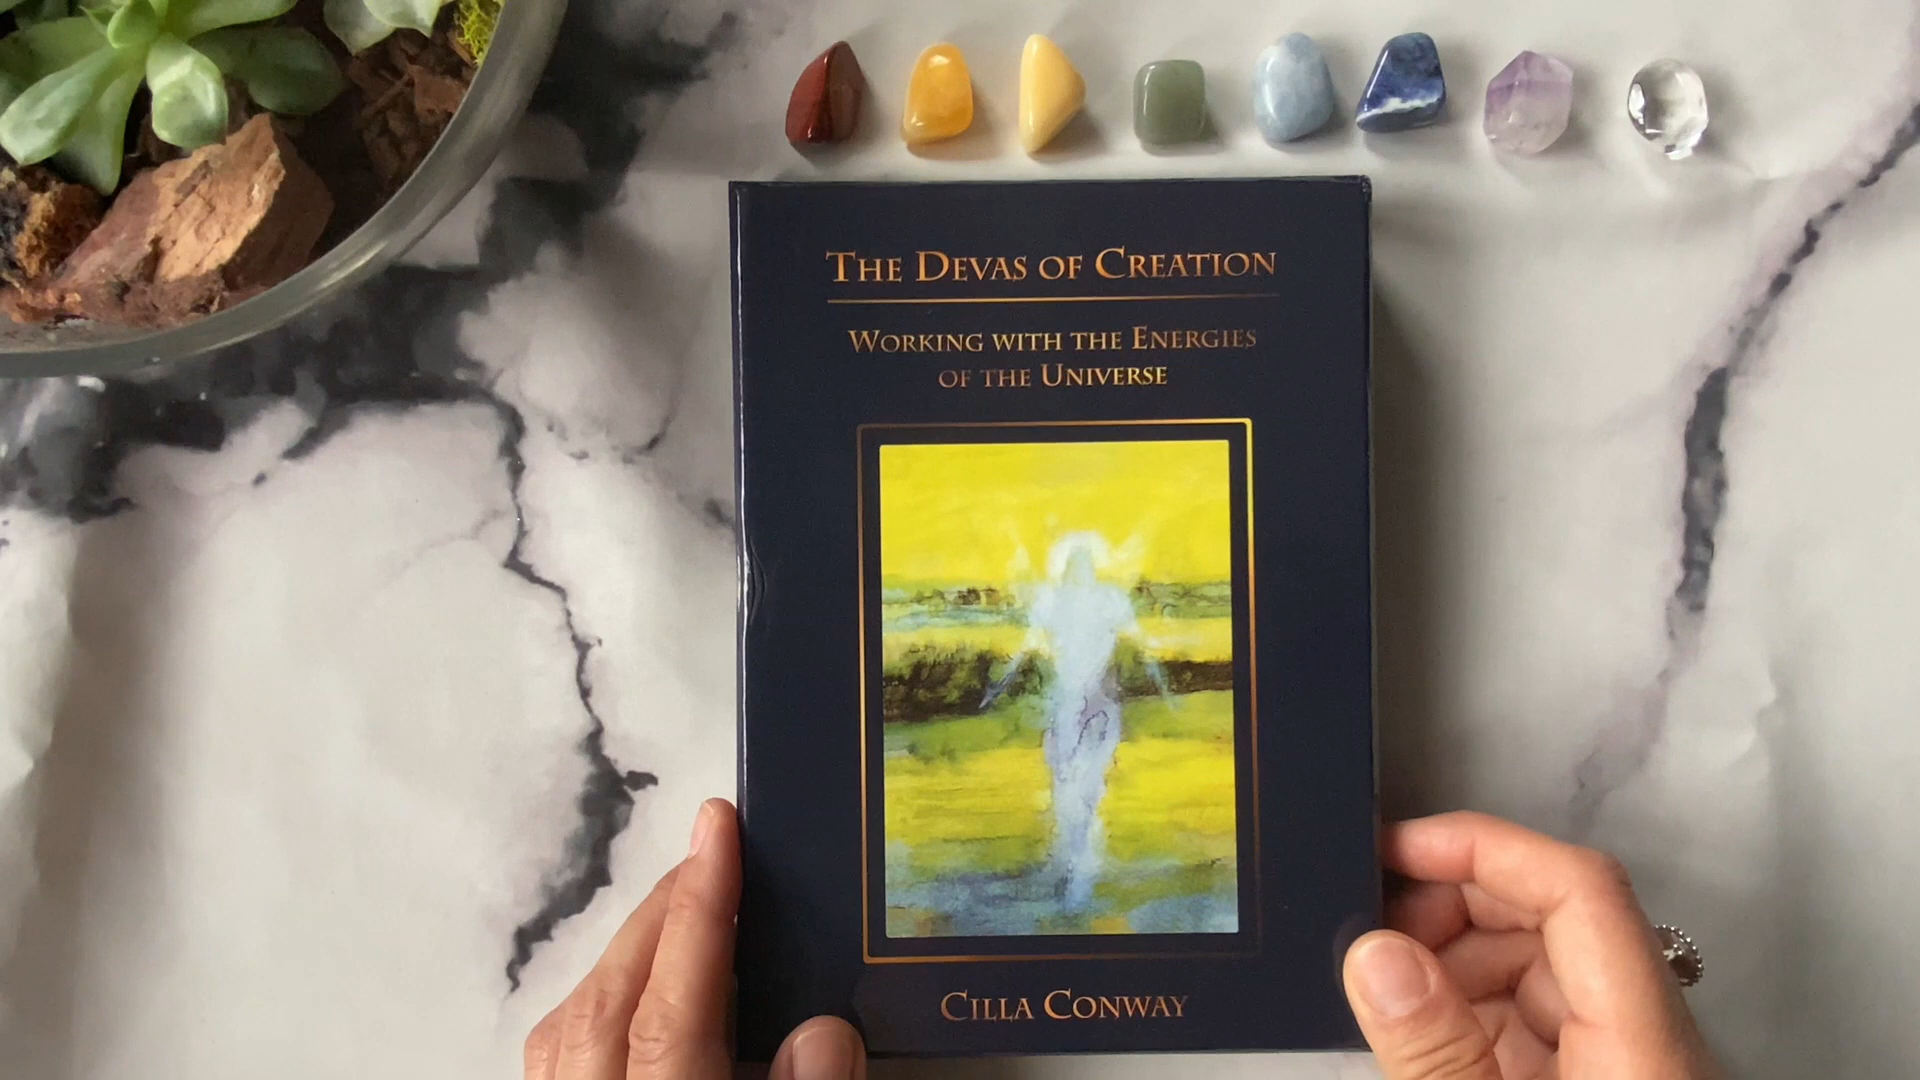 THE DEVAS OF CREATION
WORKING WITH THE ENERGIES
OF THE UNIVERSE
CILLA CONWAY